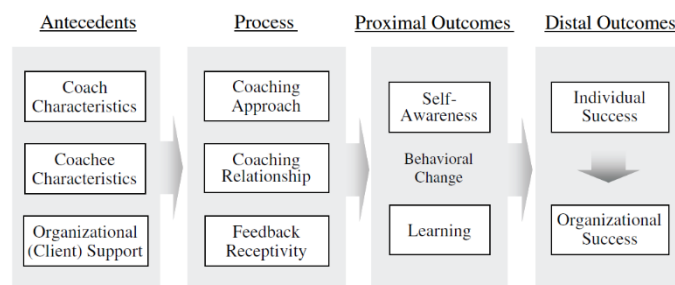 Antecedents
Process
Proximal Outcomes
Distal Outcomes
Coach
Characteristics
Coachee
Characteristics
Organizational
(Client) Support
Coaching
Approach
Coaching
Relationship
Feedback
Receptivity
Self-
Awareness
Behavioral
Change
Learning
Individual
Success
Organizational
Success